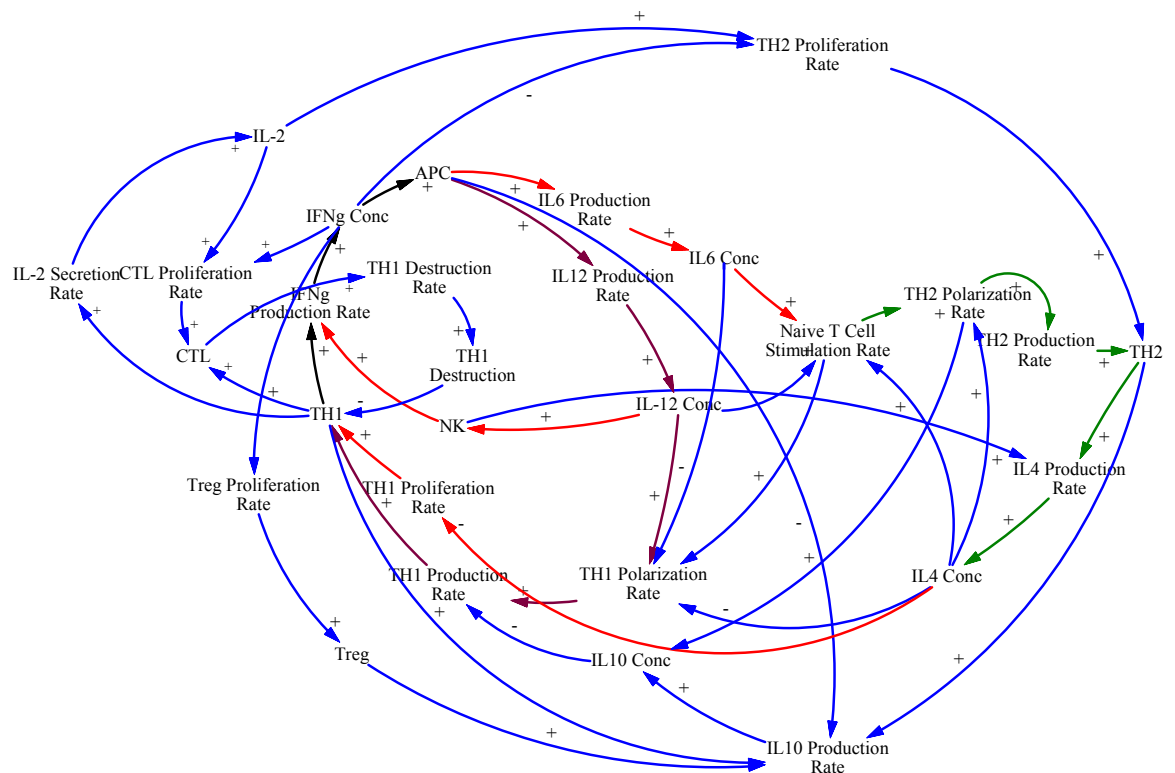 +
TH2 Proliferation
Rate
-
IL-2
+
APC
+
+
IL6 Production
Rate
IFNg Conc
+
+
+
+
+
+
IL6 Conc
IL-2 Secretion
Rate
CTL Proliferation
Rate
TH1 Destruction
Rate
IL12 Production
Rate
+
+
IFNg
Production Rate
+
TH2 Polarization
+ Rate
+
Naive T Cell
Stimulation Rate
+
TH2 Production
Rate
+
TH2
+
+
CTL
+
+
+
TH1
Destruction
+
+
+
-
TH1
NK
+
IL-12 Conc
+
+
+
+
IL4 Production
Rate
-
+
+
Treg Proliferation
Rate
+
TH1 Proliferation
Rate
-
-
+
+
TH1 Production
Rate
+
TH1 Polarization
Rate
IL4 Conc
+
+
-
-
Treg
IL10 Conc
+
+
+
IL10 Production
Rate